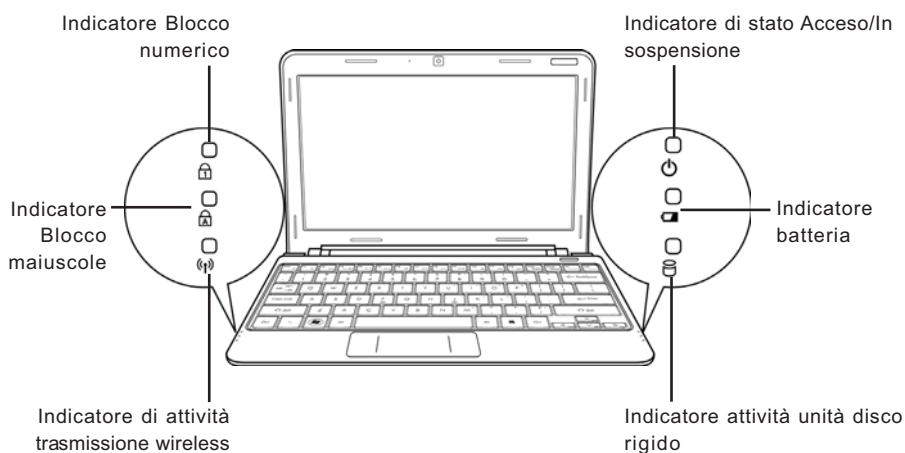 Indicatore Blocco
numerico
Indicatore di stato Acceso/In
sospensione
Indicatore
Blocco
maiuscole
Indicatore
batteria
Indicatore di attività
trasmissione wireless
Indicatore attività unità disco
rigido